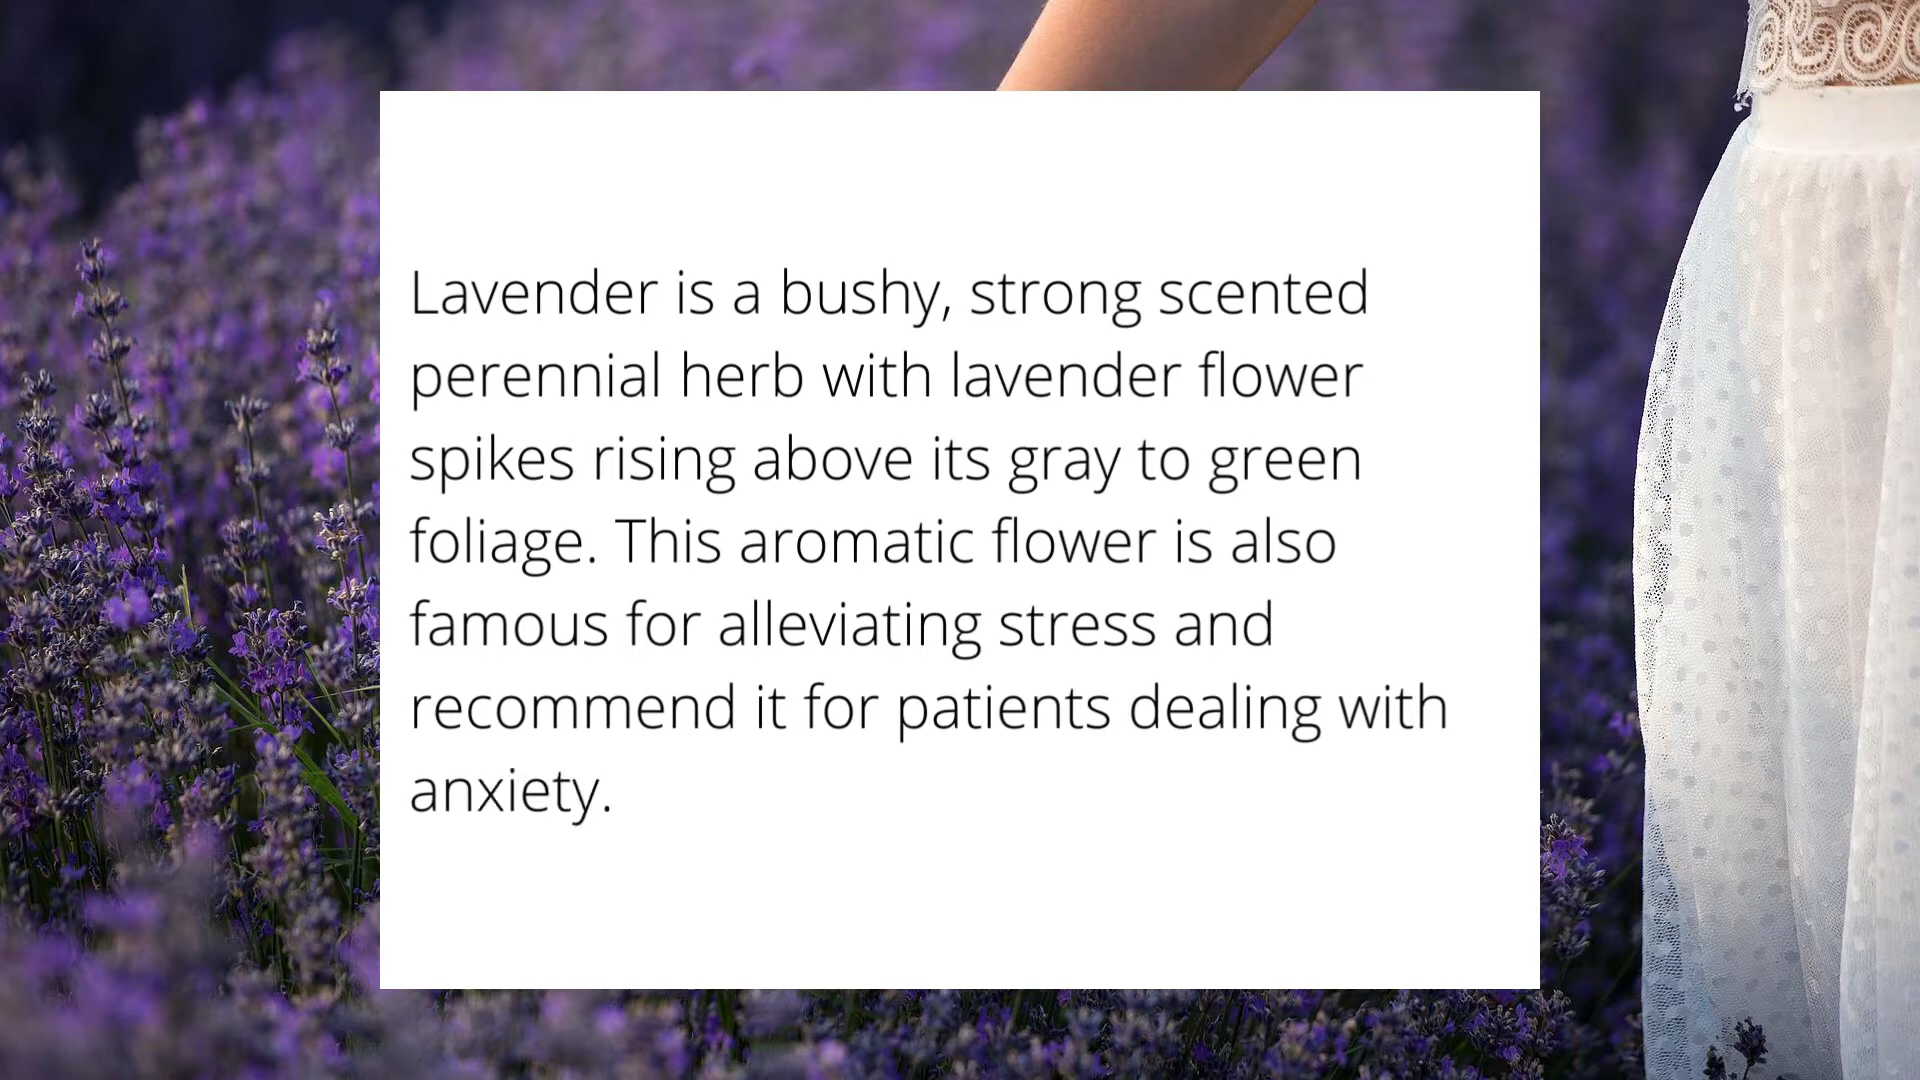 Lavender is a bushy, strong scented
perennial herb with lavender flower
spikes rising above its gray to green
foliage. This aromatic flower is also
famous for alleviating stress and
recommend it for patients dealing with
anxiety.